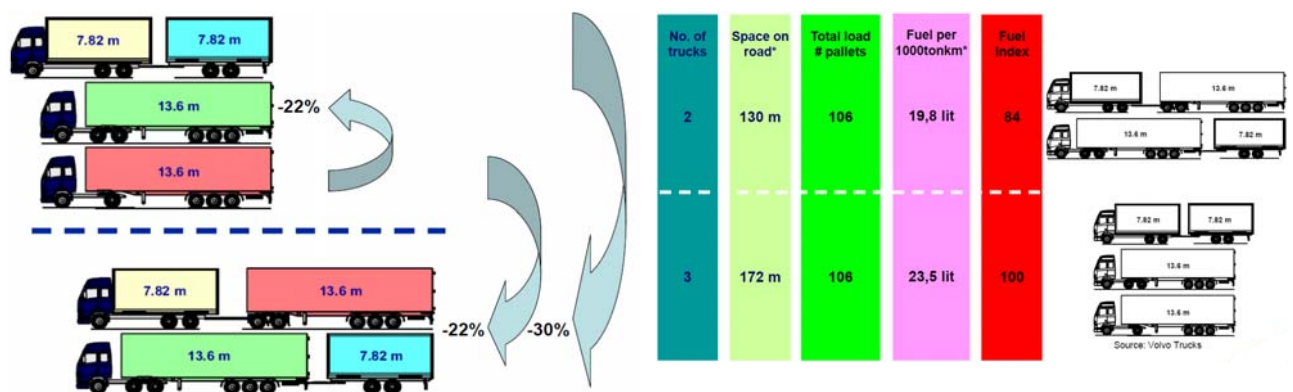 7.82 m 7.82 m
13.6 m -22%
13.6 m
7.82 m 13.6 m
-22% -30%
13.6 m 7.82 m
No. of trucks
Space on road*
Total load # pallets
Fuel per 1000tonkm*
Fuel Index
2 130 m 106 19,8 lit 84
3 172 m 106 23,5 lit 100
7.82 m 13.6 m
13.6 m 7.82 m
7.82 m 7.82 m
13.6 m
13.6 m
Source: Volvo Trucks